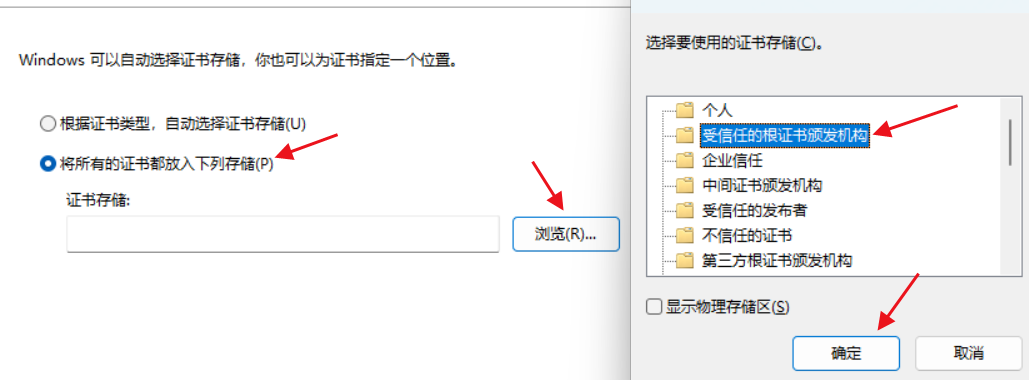 Windows 可以自动选择证书存储，你也可以为证书指定一个位置。
根据证书类型，自动选择证书存储(U)
将所有的证书都放入下列存储(P)
证书存储:
浏览(R)...
选择要使用的证书存储(C)。
个人
受信任的根证书颁发机构
企业信任
中间证书颁发机构
受信任的发布者
不信任的证书
第三方根证书颁发机构
显示物理存储区(S)
确定
取消